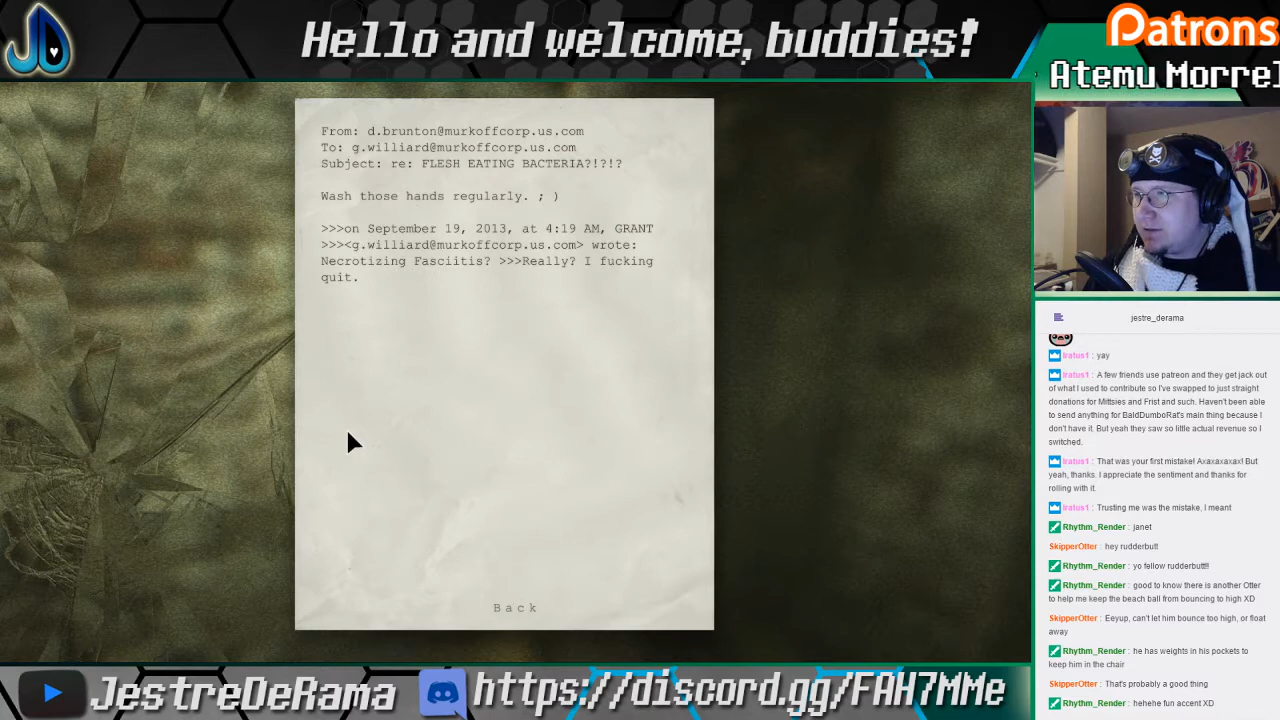 Hello and welcome, buddies!
Patrons
Atemu Morrel
From: d.brunton@murkoffcorp.us.com
To: g.williard@murkoffcorp.us.com
Subject: re: FLESH EATING BACTERIA?!?!?
Wash those hands regularly. ; )
>>>on September 19, 2013, at 4:19 AM, GRANT
>>><g.williard@murkoffcorp.us.com> wrote:
Necrotizing Fasciitis? >>>Really? I fucking
quit.
Back
jestre_derama
Iratus1 : yay
Iratus1 : A few friends use patreon and they get jack out
of what I used to contribute so I've swapped to just straight
donations for Mittsies and Frist and such. Haven't been able
to send anything for BaldDumboRat's main thing because I
don't have it. But yeah they saw so little actual revenue so I
switched.
Iratus1 : That was your first mistake! Axaxaxaxax! But
yeah, thanks. I appreciate the sentiment and thanks for
rolling with it.
Iratus1 : Trusting me was the mistake, I meant
Rhythm_Render : janet
SkipperOtter : hey rudderbutt
Rhythm_Render : yo fellow rudderbutt!!
Rhythm_Render : good to know there is another Otter
to help me keep the beach ball from bouncing to high XD
SkipperOtter : Eeyup, can't let him bounce too high, or float
away
Rhythm_Render : he has weights in his pockets to
keep him in the chair
SkipperOtter : That's probably a good thing
Rhythm_Render : hehehe fun accent XD
JestreDeRama
https://discord.gg/FAH7MMe